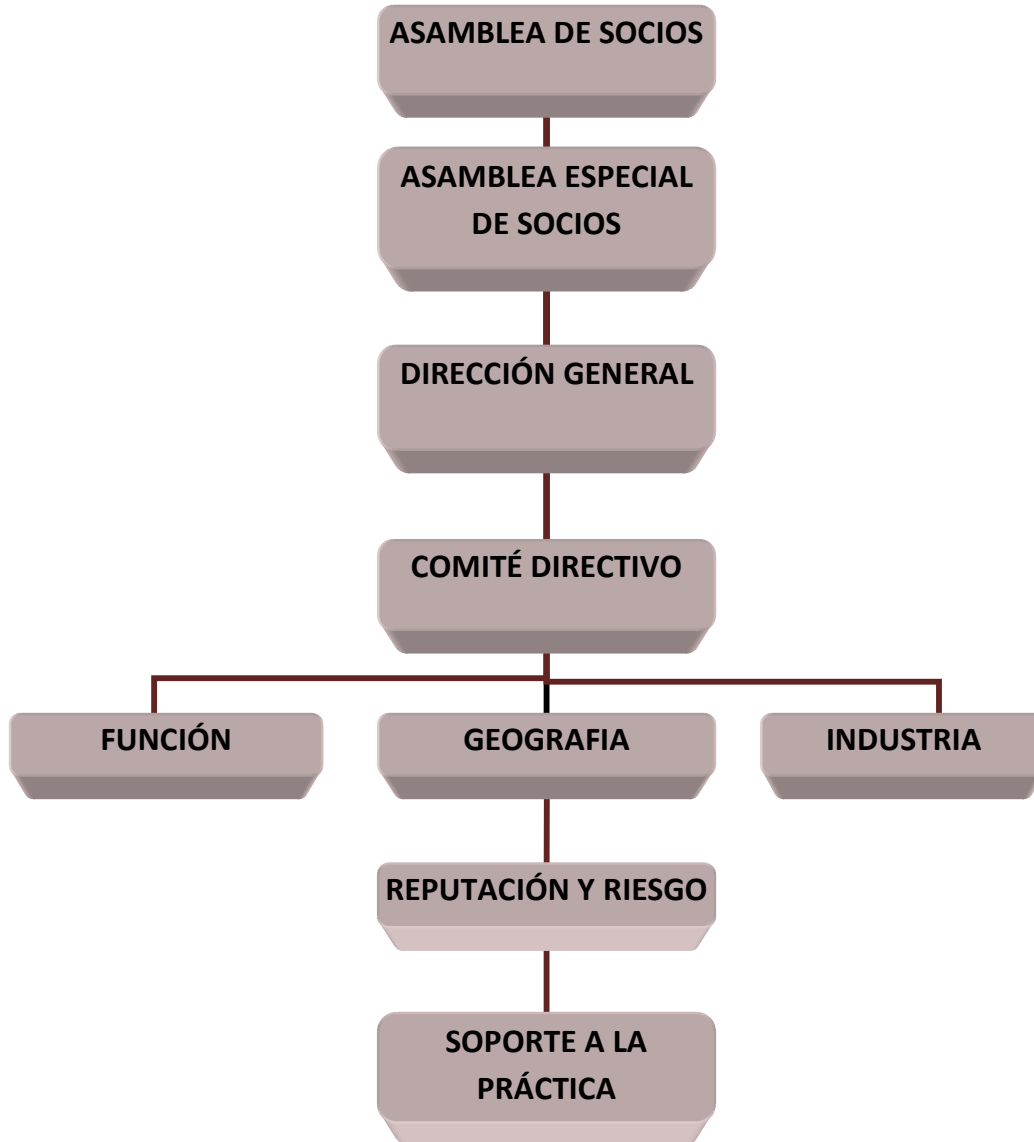 ASAMBLEA DE SOCIOS
ASAMBLEA ESPECIAL
DE SOCIOS
DIRECCIÓN GENERAL
COMITÉ DIRECTIVO
FUNCIÓN
GEOGRAFIA
INDUSTRIA
REPUTACIÓN Y RIESGO
SOPORTE A LA
PRÁCTICA